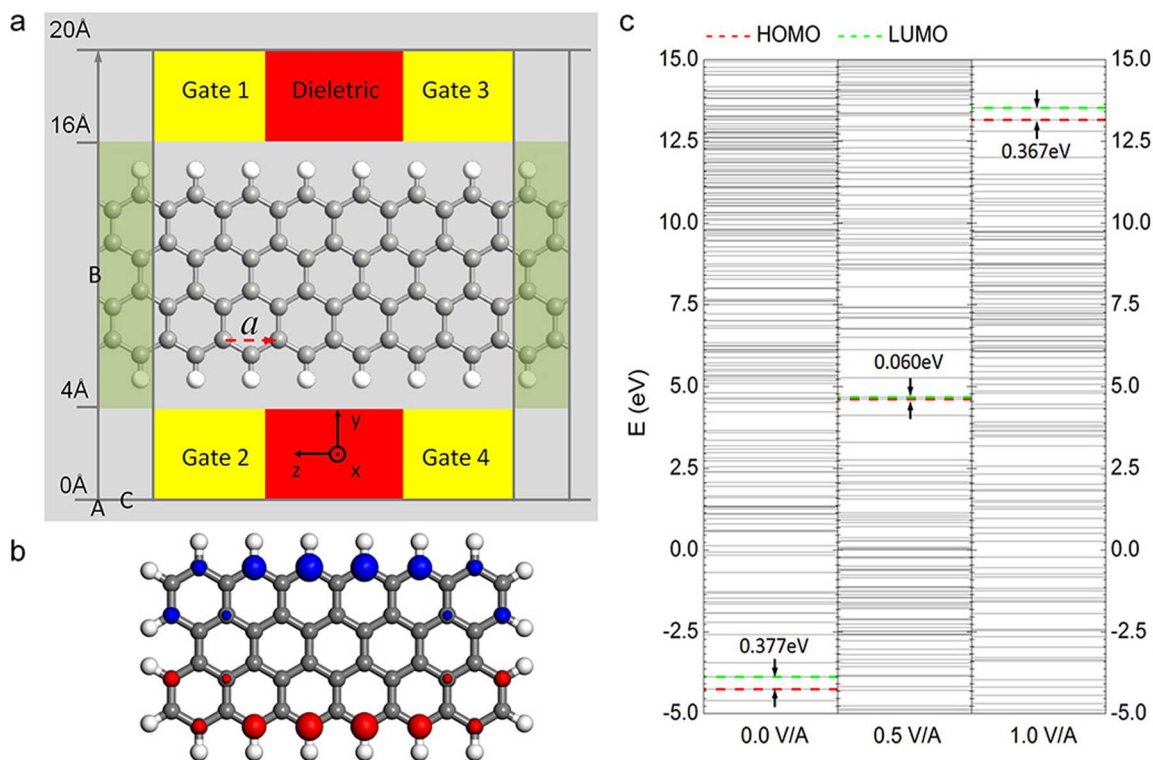 a
20Å
Gate 1 Dieletric Gate 3
16Å
B
a
4Å
Gate 2 y z x Gate 4
0Å
A C
b
c
HOMO LUMO
15.0 15.0
12.5 12.5
0.367eV
10.0 10.0
7.5 7.5
0.060eV
5.0 5.0
E (eV)
2.5 2.5
0.0 0.0
-2.5 -2.5
0.377eV
-5.0 -5.0
0.0 V/A 0.5 V/A 1.0 V/A